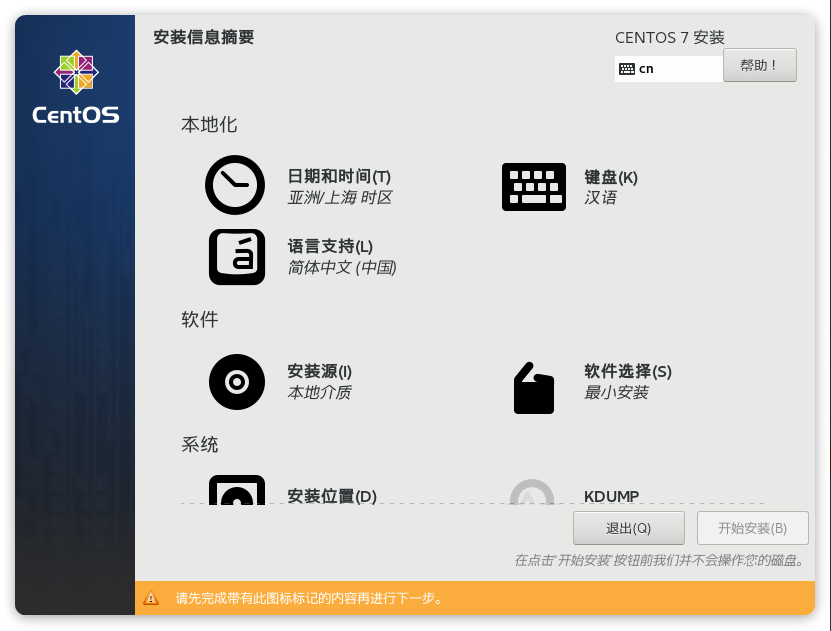 安装信息摘要
CENTOS 7 安装
cn
帮助！
CentOS
本地化
日期和时间(T)
亚洲/上海 时区
键盘(K)
汉语
á
语言支持(L)
简体中文 (中国)
软件
安装源(I)
本地介质
软件选择(S)
最小安装
系统
安装位置(D)
KDUMP
退出(Q)
开始安装(B)
在点击“开始安装”按钮前我们并不会操作您的磁盘。
请先完成带有此图标标记的内容再进行下一步。